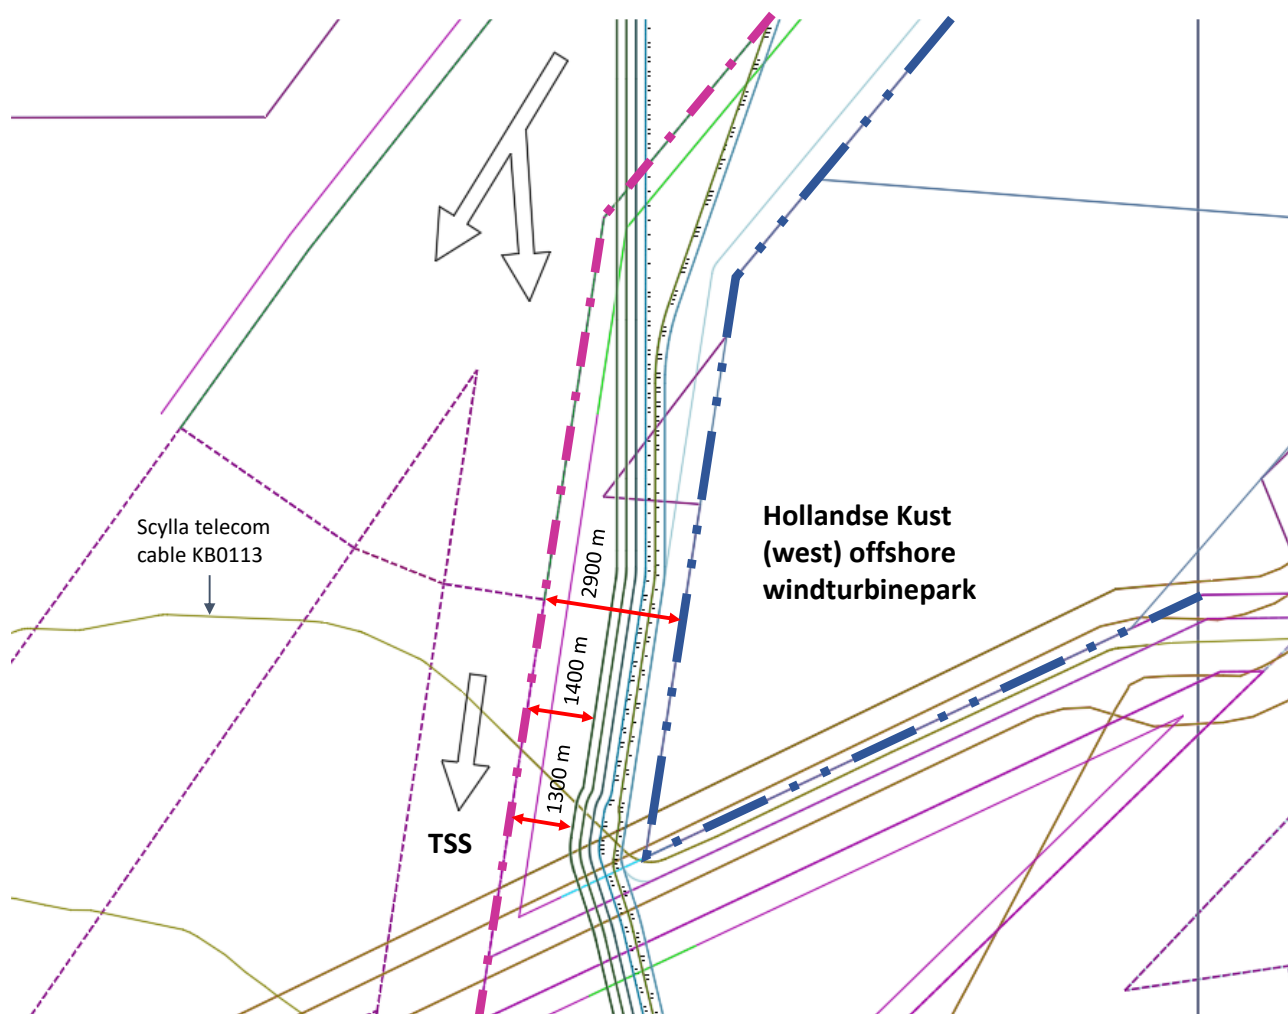 Scylla telecom
cable KB0113
Hollandse Kust
(west) offshore
windturbinepark
2900 m
1400 m
1300 m
TSS